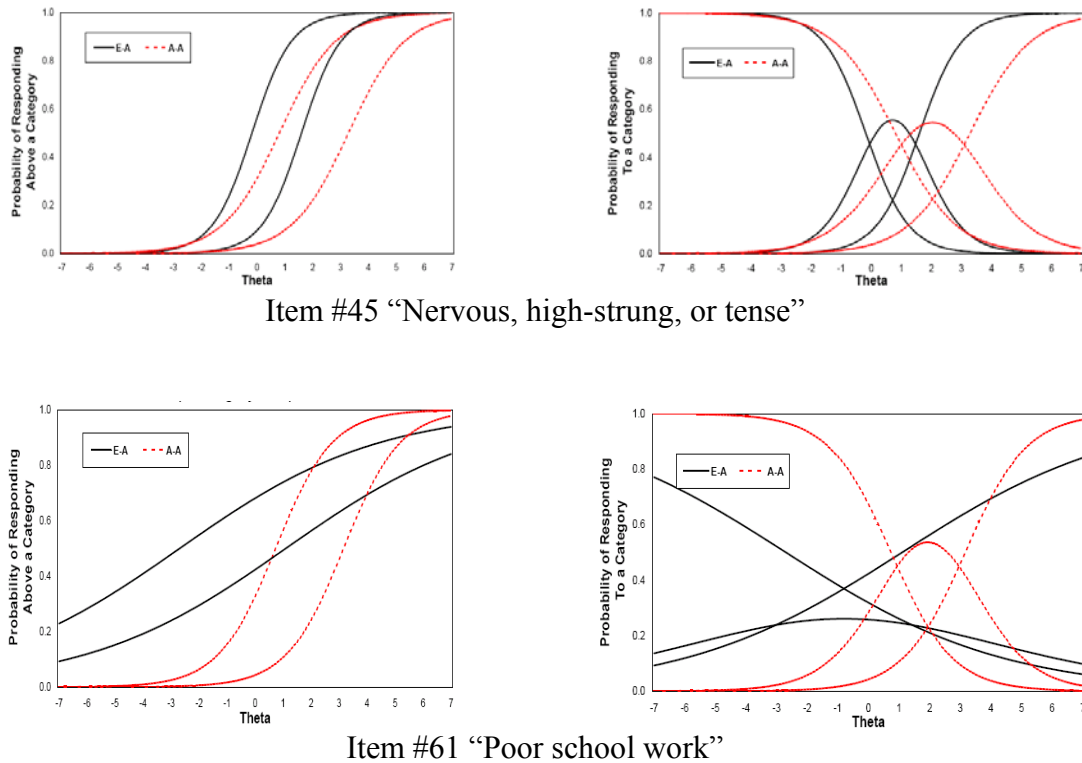 Probability of Responding
Above a Category
1.0
0.8
0.6
0.4
0.2
0.0
E-A A-A
-7 -6 -5 -4 -3 -2 -1 0 1 2 3 4 5 6 7
Theta
Probability of Responding
To a Category
1.0
0.8
0.6
0.4
0.2
0.0
E-A A-A
-7 -6 -5 -4 -3 -2 -1 0 1 2 3 4 5 6 7
Theta
Item #45 “Nervous, high-strung, or tense”
Probability of Responding
Above a Category
1.0
0.8
0.6
0.4
0.2
0.0
E-A A-A
-7 -6 -5 -4 -3 -2 -1 0 1 2 3 4 5 6 7
Theta
Probability of Responding
To a Category
1.0
0.8
0.6
0.4
0.2
0.0
E-A A-A
-7 -6 -5 -4 -3 -2 -1 0 1 2 3 4 5 6 7
Theta
Item #61 “Poor school work”